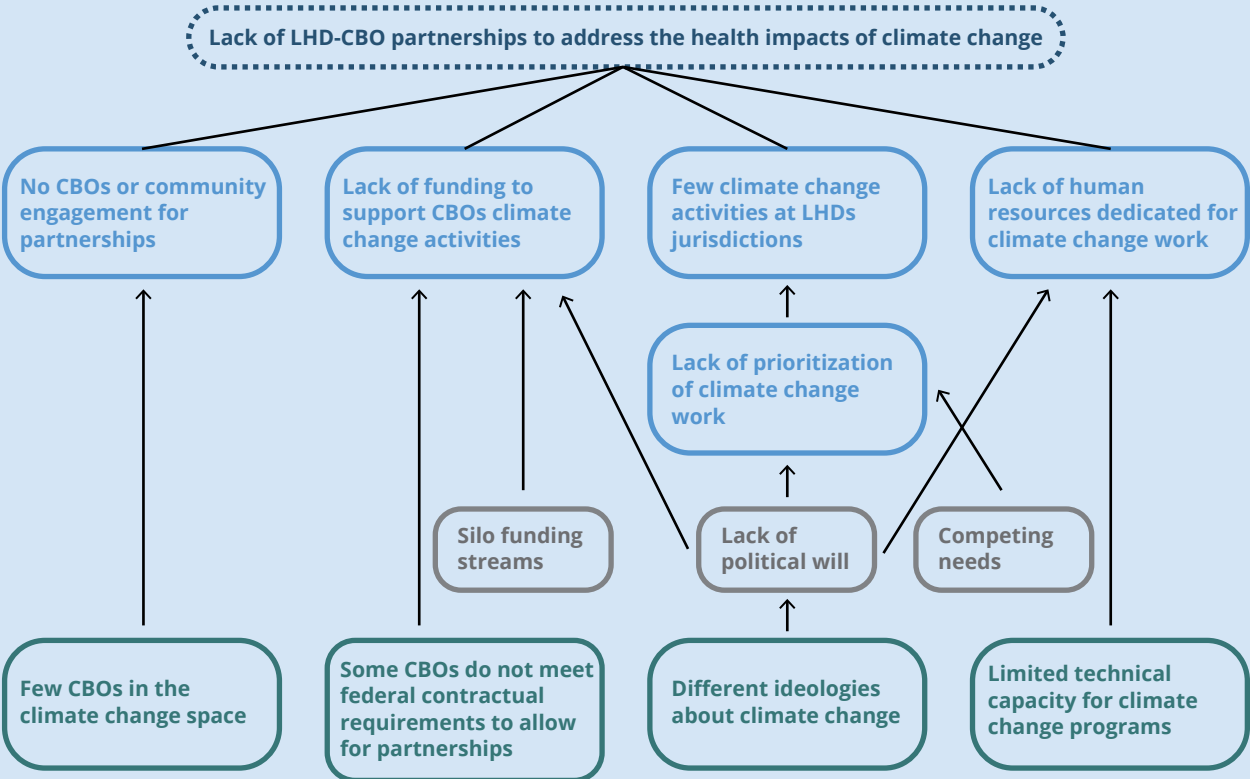 Lack of LHD-CBO partnerships to address the health impacts of climate change
No CBOs or community
engagement for
partnerships
Lack of funding to
support CBOs climate
change activities
Few climate change
activities at LHDs
jurisdictions
Lack of human
resources dedicated for
climate change work
Lack of prioritization
of climate change
work
Silo funding
streams
Lack of
political will
Competing
needs
Few CBOs in the
climate change space
Some CBOs do not meet
federal contractual
requirements to allow
for partnerships
Different ideologies
about climate change
Limited technical
capacity for climate
change programs